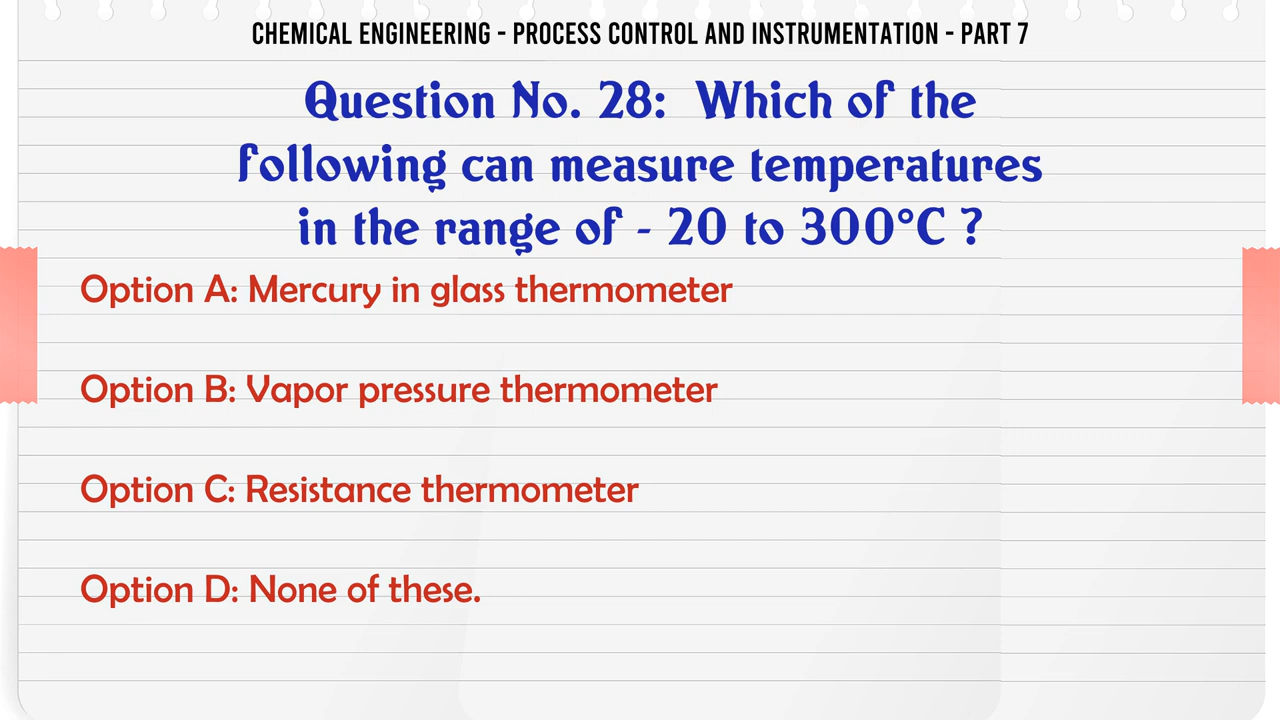 CHEMICAL ENGINEERING - PROCESS CONTROL AND INSTRUMENTATION - PART 7
Question No. 28: Which of the
following can measure temperatures
in the range of - 20 to 300°C ?
Option A: Mercury in glass thermometer
Option B: Vapor pressure thermometer
Option C: Resistance thermometer
Option D: None of these.